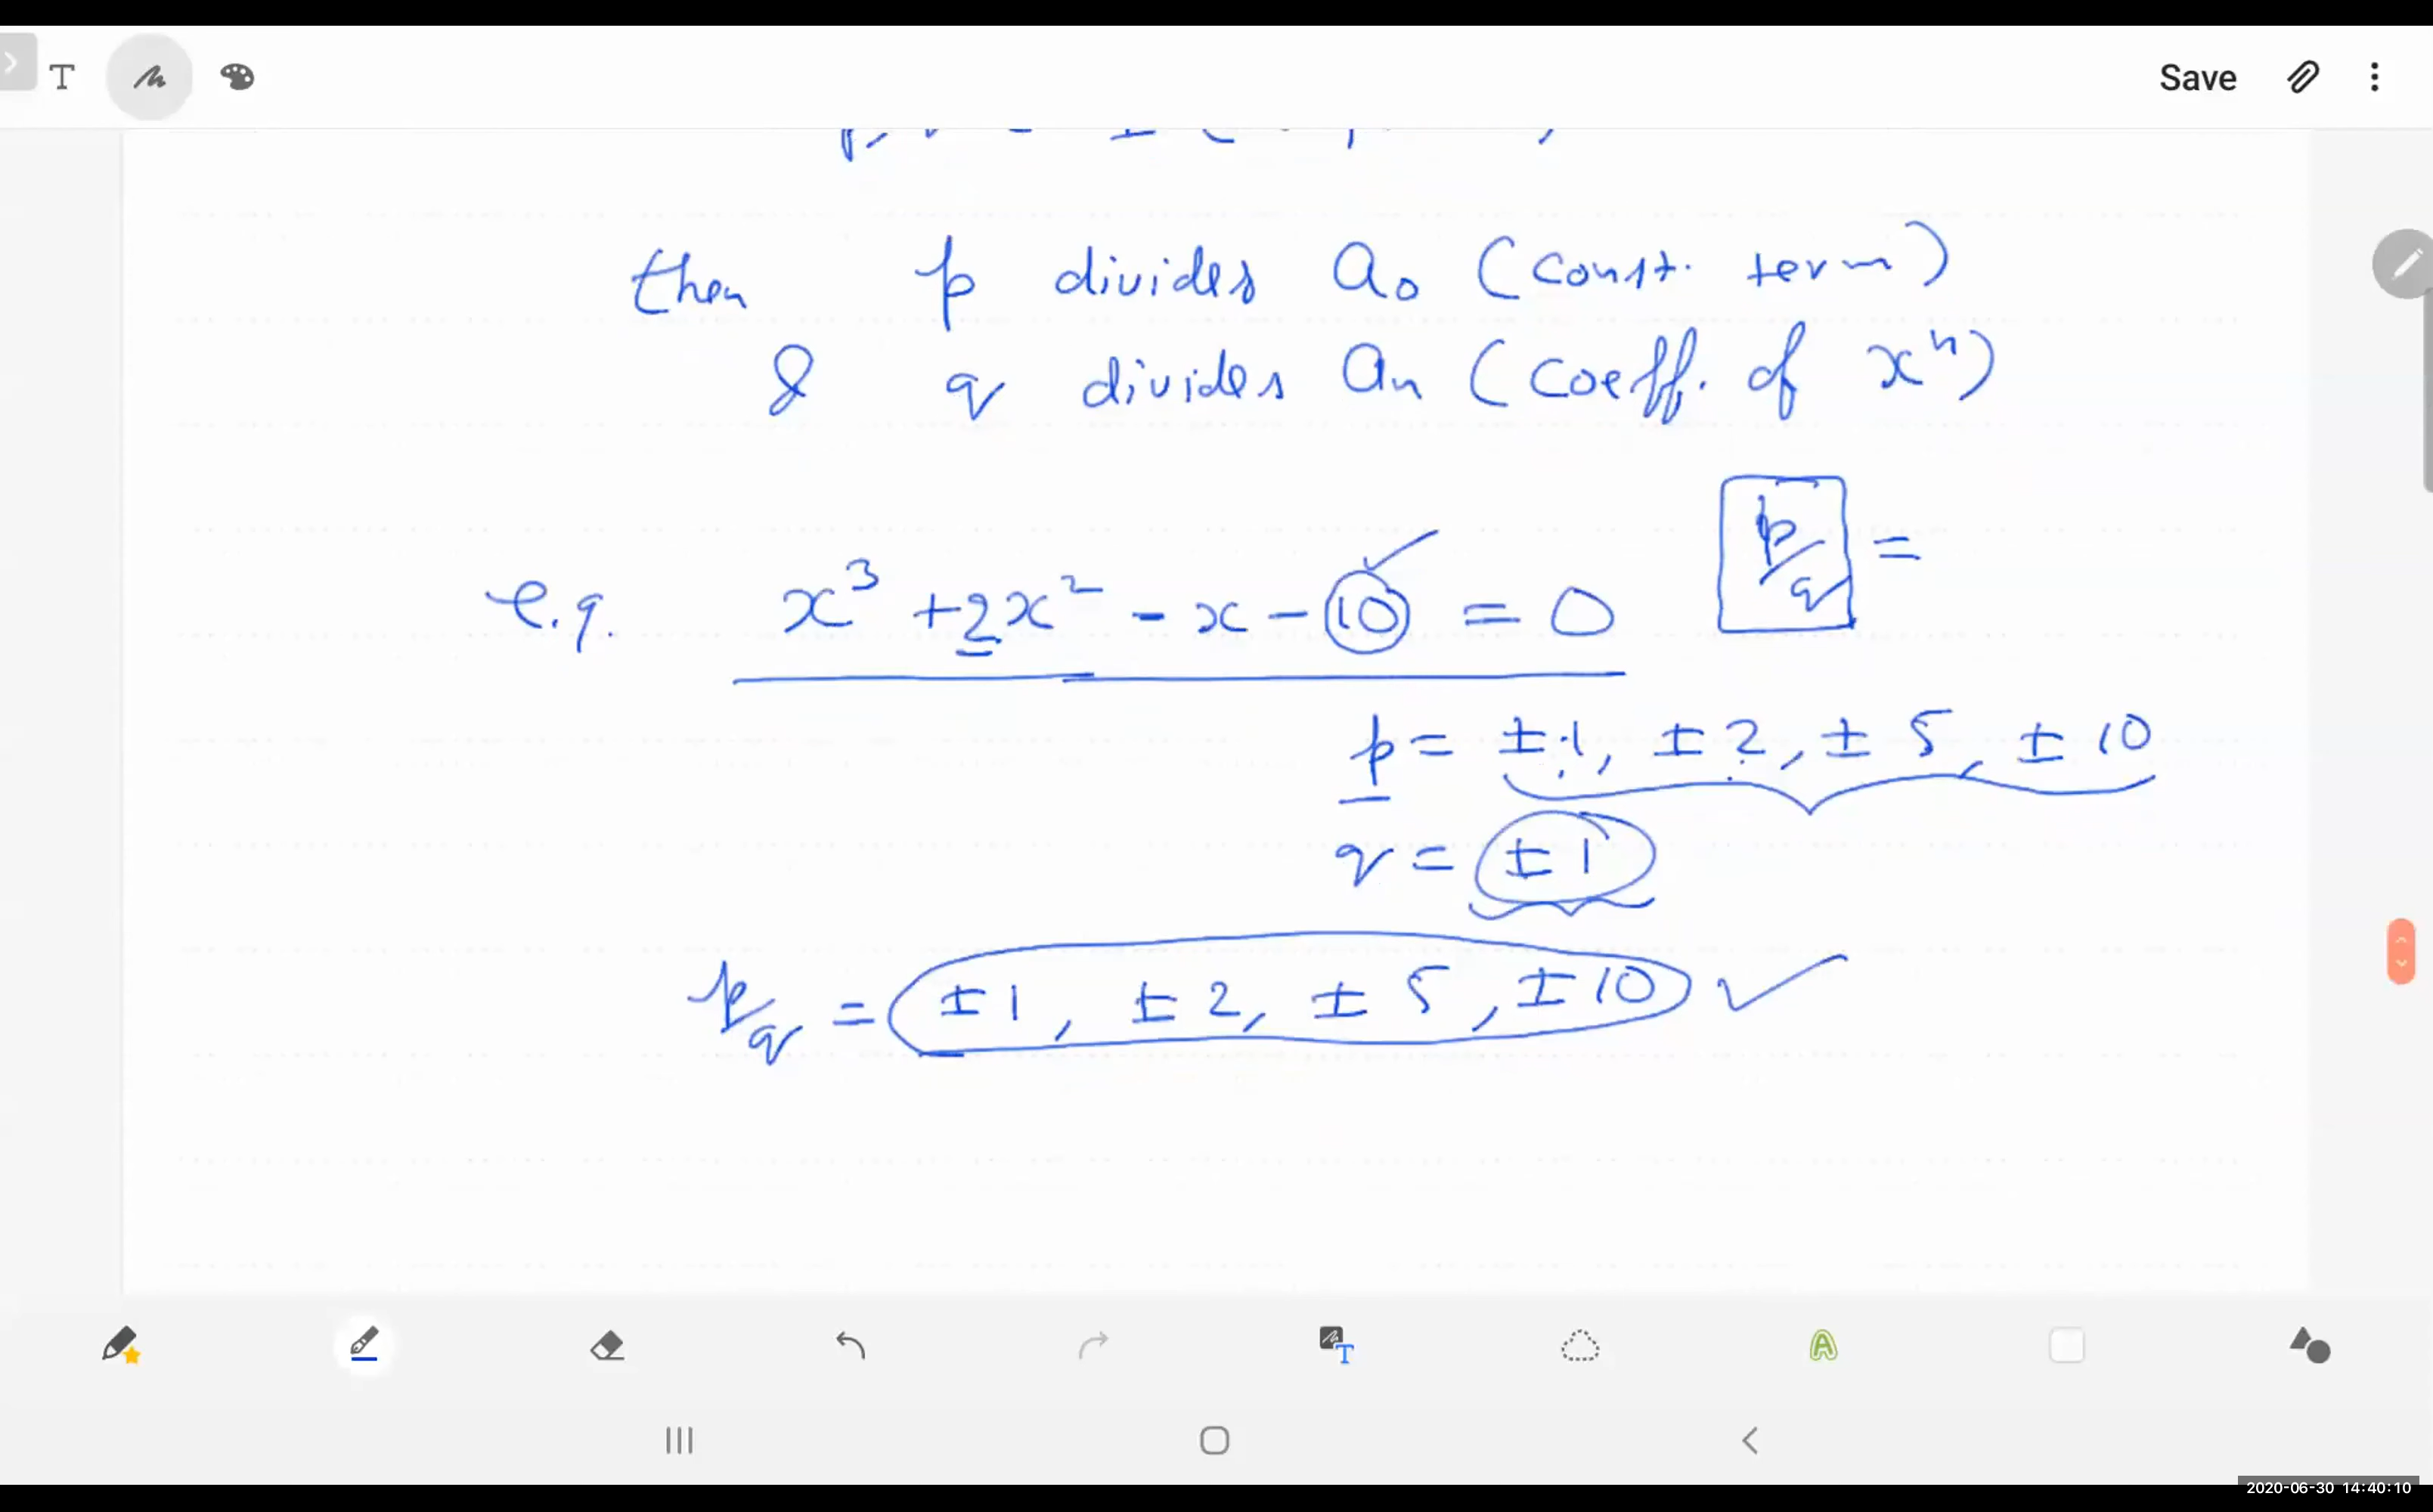 T Save
then p divides a₀ (const. term)
& q divides aₙ (coeff. of xⁿ)
e.g. x³ + 2x² - x - 10 = 0 p/q =
p = ± 1, ± 2, ± 5, ± 10
q = ± 1
p/q = ± 1, ± 2, ± 5, ± 10
T A
2020-06-30 14:40:10